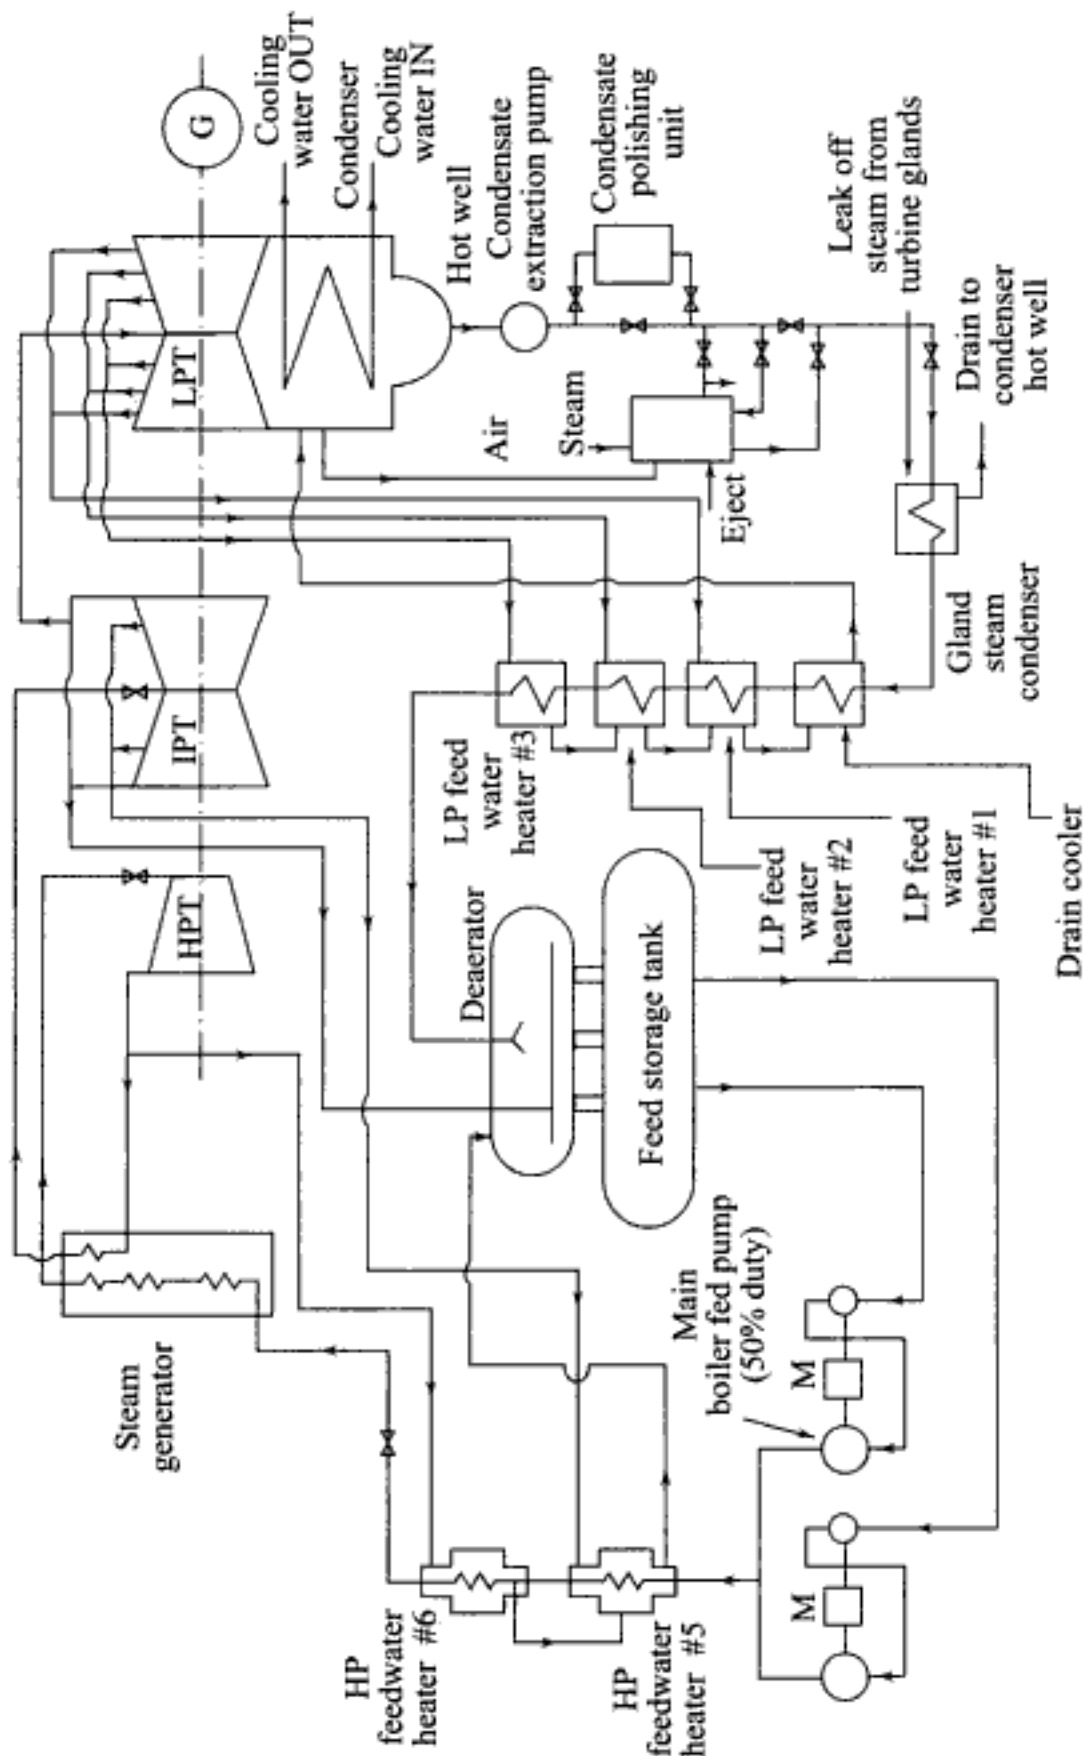 G
Cooling
water OUT
Condenser
Cooling
water IN
LPT
Hot well
Condensate
extraction pump
Condensate
polishing
unit
Air
Steam
Eject
Leak off
steam from
turbine glands
Drain to
condenser
hot well
Gland
steam
condenser
IPT
HPT
LP feed
water
heater #3
LP feed
water
heater #2
LP feed
water
heater #1
Drain cooler
Deaerator
Feed storage tank
Steam
generator
Main
boiler fed pump
(50% duty)
M
M
HP
feedwater
heater #6
HP
feedwater
heater #5